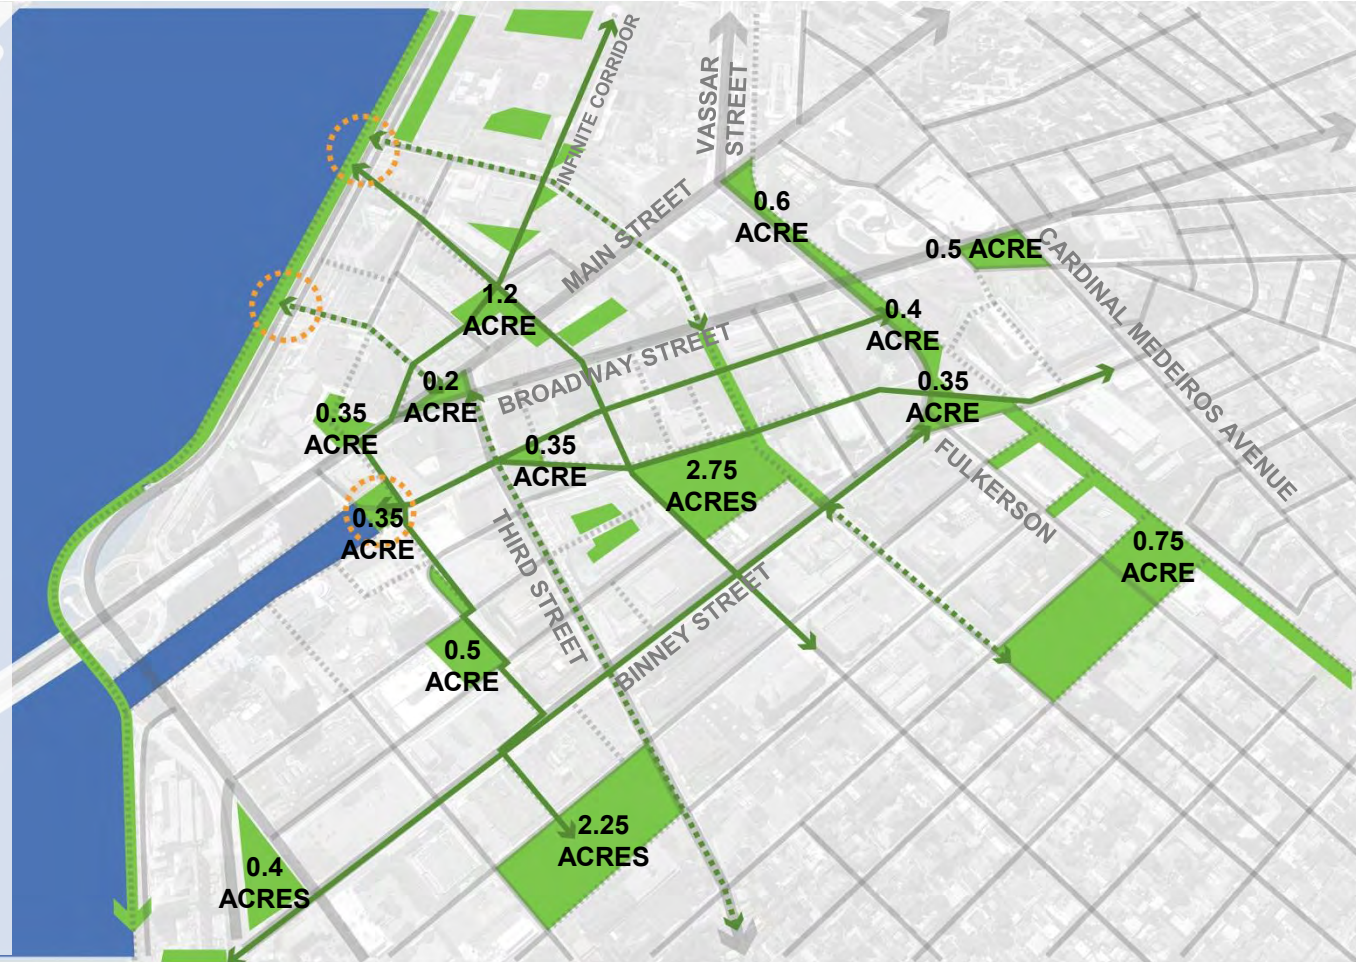 INFINITE CORRIDOR
VASSAR
STREET
MAIN STREET
0.6
ACRE
0.5 ACRE
CARDINAL MEDEIROS AVENUE
1.2
ACRE
0.4
ACRE
BROADWAY STREET
0.2
ACRE
0.35
ACRE
0.35
ACRE
0.35
ACRE
2.75
ACRES
FULKERSON
0.35
ACRE
THIRD STREET
0.75
ACRE
BINNEY STREET
0.5
ACRE
2.25
ACRES
0.4
ACRES